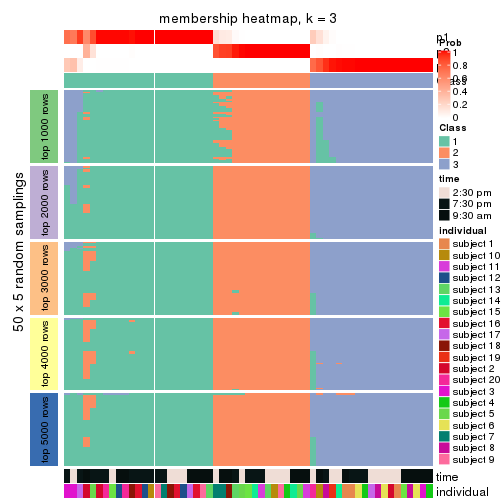 membership heatmap, k = 3
p1
Prob
1
0.8
0.6
0.4
0.2
0
Class
1
2
3
time
2:30 pm
7:30 pm
9:30 am
individual
subject 1
subject 10
subject 11
subject 12
subject 13
subject 14
subject 15
subject 16
subject 17
subject 18
subject 19
subject 2
subject 20
subject 3
subject 4
subject 5
subject 6
subject 7
subject 8
subject 9
50 x 5 random samplings
top 1000 rows
top 2000 rows
top 3000 rows
top 4000 rows
top 5000 rows
time
individual